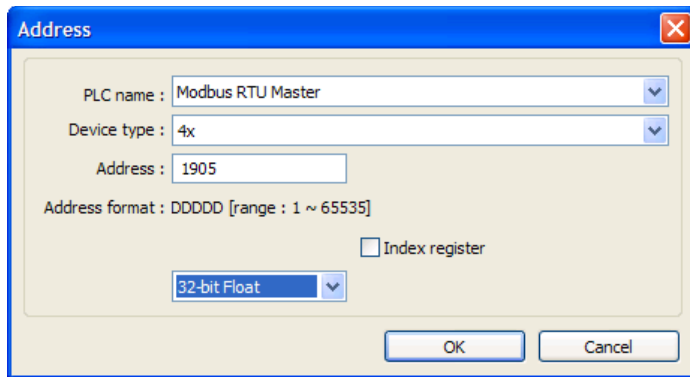 Address
PLC name : Modbus RTU Master
Device type : 4x
Address : 1905
Address format : DDDDD [range : 1 ~ 65535]
Index register
32-bit Float
OK Cancel